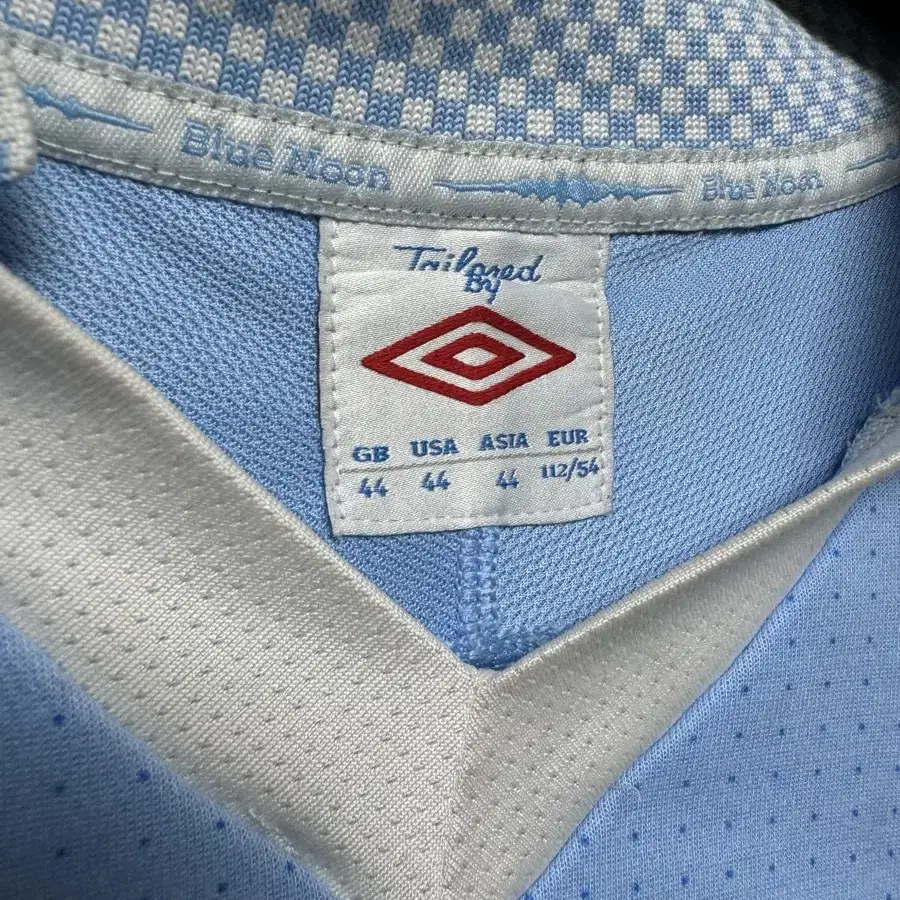 Blue Moon Blue Moon
Tailored
By
GB USA ASIA EUR
44 44 44 112/54